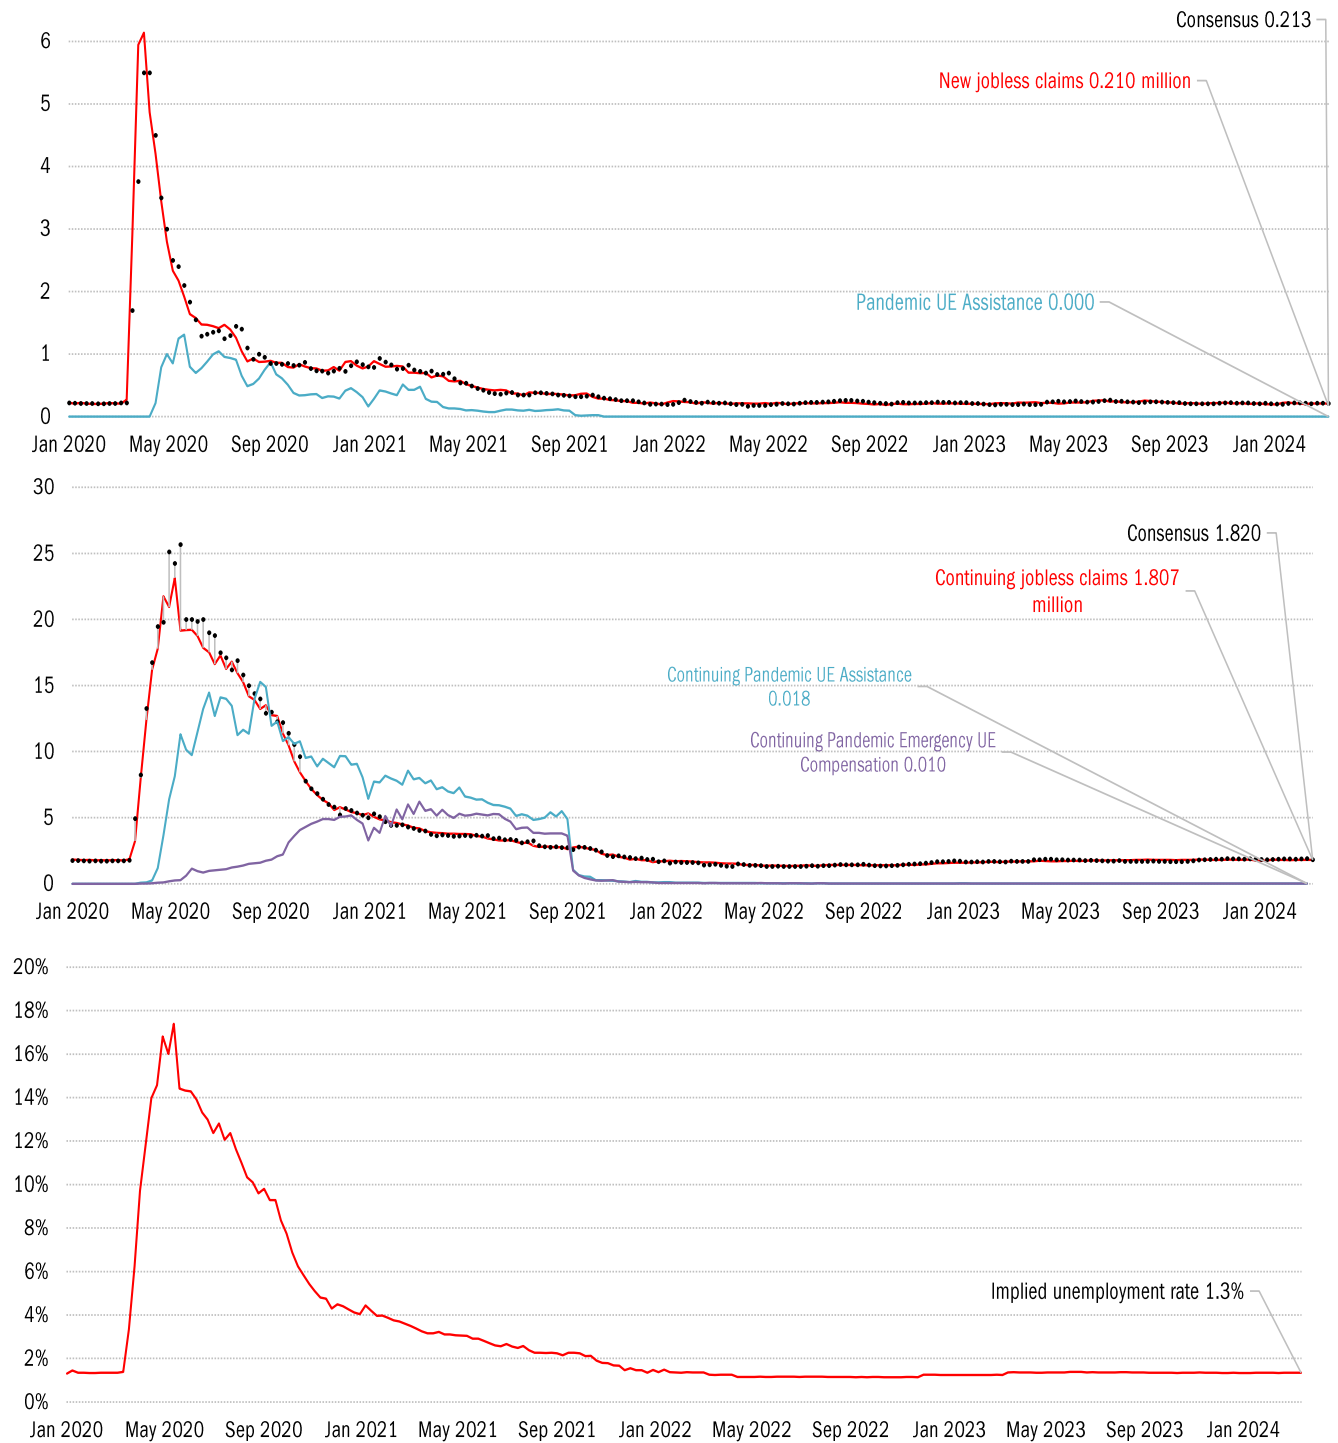 Consensus 0.213
6
New jobless claims 0.210 million
5
4
3
Pandemic UE Assistance 0.000
2
1
0
Jan 2020 May 2020 Sep 2020 Jan 2021 May 2021 Sep 2021 Jan 2022 May 2022 Sep 2022 Jan 2023 May 2023 Sep 2023 Jan 2024
30
Consensus 1.820
25
Continuing jobless claims 1.807
million
20
Continuing Pandemic UE Assistance
0.018
15
Continuing Pandemic Emergency UE
Compensation 0.010
10
5
0
Jan 2020 May 2020 Sep 2020 Jan 2021 May 2021 Sep 2021 Jan 2022 May 2022 Sep 2022 Jan 2023 May 2023 Sep 2023 Jan 2024
20%
18%
16%
14%
12%
10%
8%
6%
Implied unemployment rate 1.3%
4%
2%
0%
Jan 2020 May 2020 Sep 2020 Jan 2021 May 2021 Sep 2021 Jan 2022 May 2022 Sep 2022 Jan 2023 May 2023 Sep 2023 Jan 2024